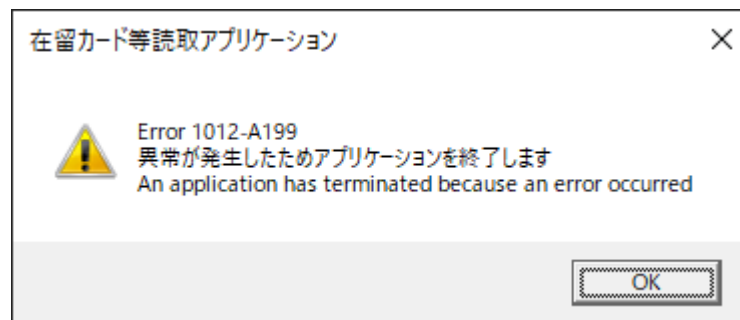 在留カード等読取アプリケーション
Error 1012-A199
異常が発生したためアプリケーションを終了します
An application has terminated because an error occurred
OK